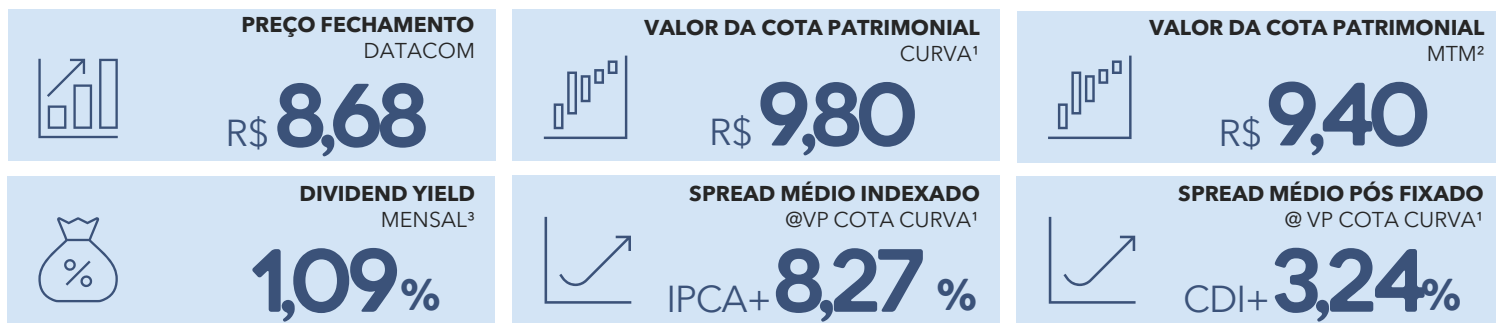 PREÇO FECHAMENTO
DATACOM
R$ 8,68
VALOR DA COTA PATRIMONIAL
CURVA¹
R$ 9,80
VALOR DA COTA PATRIMONIAL
MTM²
R$ 9,40
DIVIDEND YIELD
MENSAL³
%
1,09%
SPREAD MÉDIO INDEXADO
@VP COTA CURVA¹
IPCA+ 8,27 %
SPREAD MÉDIO PÓS FIXADO
@ VP COTA CURVA¹
CDI+ 3,24%